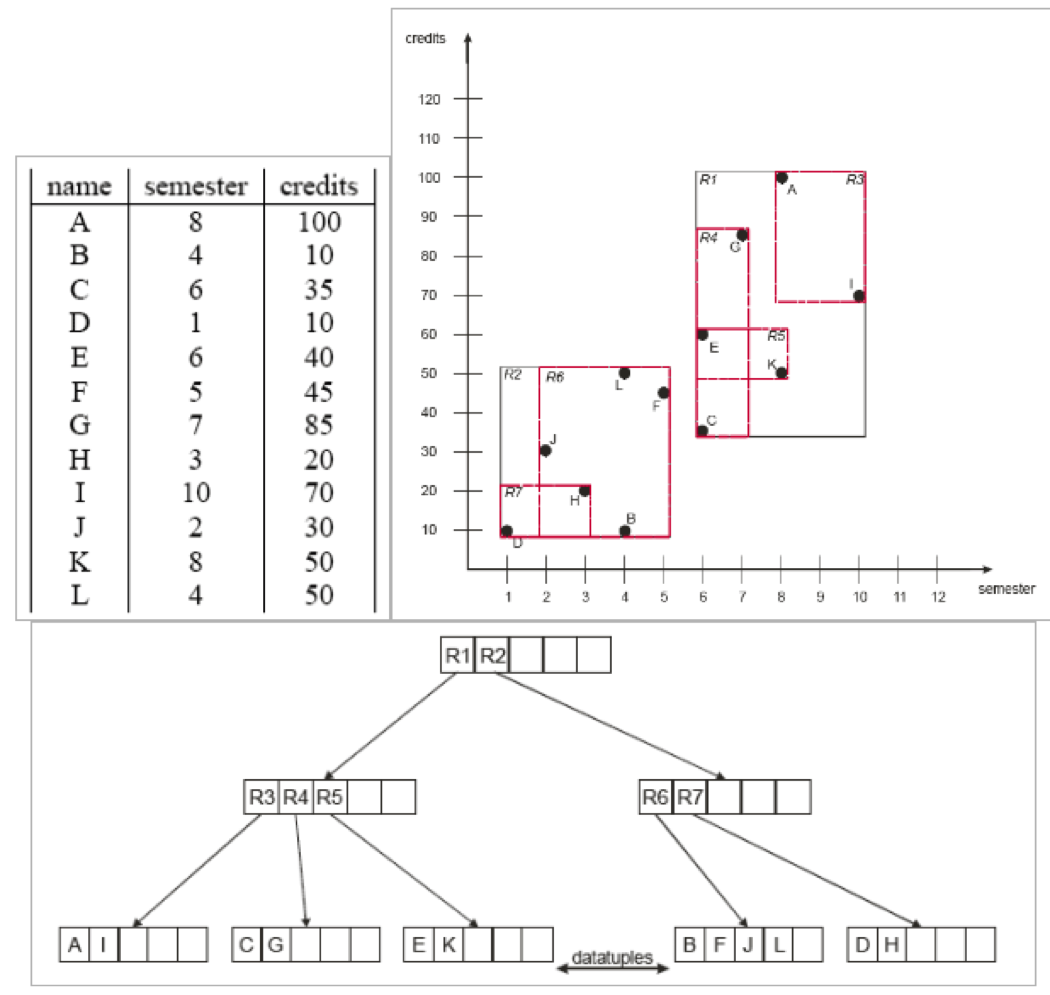 name semester credits
A 8 100
B 4 10
C 6 35
D 1 10
E 6 40
F 5 45
G 7 85
H 3 20
I 10 70
J 2 30
K 8 50
L 4 50
credits
120
110
100
90
80
70
60
50
40
30
20
10
R1 A R3
R4 G
I
E R5
K
C
R2 R6 L
F
J
R7 H B
D
1 2 3 4 5 6 7 8 9 10 11 12
semester
R1 R2
R3 R4 R5 R6 R7
A I C G E K B F J L D H
datatuples